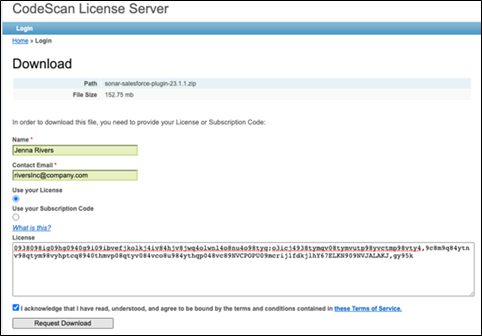 CodeScan License Server
Login
Home » Login
Download
Path sonar-salesforce-plugin-23.1.1.zip
File Size 152.75 mb
In order to download this file, you need to provide your License or Subscription Code:
Name *
Jenna Rivers
Contact Email *
riversInc@company.com
Use your License
Use your Subscription Code
What is this?
License
I acknowledge that I have read, understood, and agree to be bound by the terms and conditions contained in these Terms of Service.
Request Download